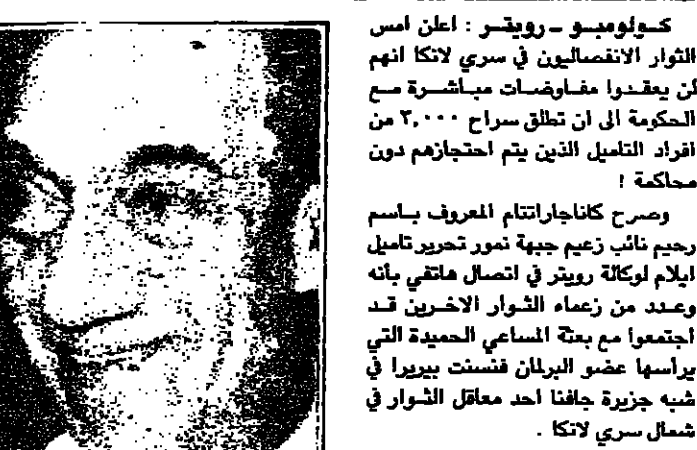 كولومبو - رويتر : اعلن امس
الثوار الانفصاليون في سري لانكا انهم
لن يعقدوا مفاوضات مباشرة مع
الحكومة الى ان تطلق سراح ٣,٠٠٠ من
افراد التاميل الذين يتم احتجازهم دون
محاكمة !
وصرح كاناجاراتنام المعروف باسم
رحيم نائب زعيم جبهة نمور تحرير تاميل
ايلام لوكالة رويتر في اتصال هاتفي بأنه
وعدد من زعماء الثوار الاخرين قد
اجتمعوا مع بعثة المساعي الحميدة التي
يرأسها عضو البرلمان فنسنت بيريرا في
شبه جزيرة جافنا احد معاقل الثوار في
شمال سري لانكا .